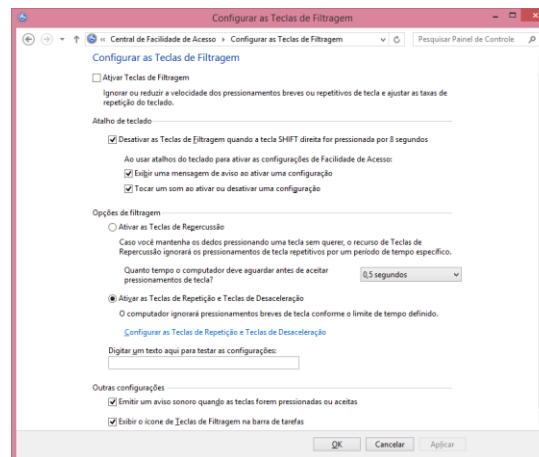 Configurar as Teclas de Filtragem
« Central de Facilidade de Acesso › Configurar as Teclas de Filtragem
Pesquisar Painel de Controle
Configurar as Teclas de Filtragem
Ativar Teclas de Filtragem
Ignorar ou reduzir a velocidade dos pressionamentos breves ou repetitivos de tecla e ajustar as taxas de
repetição do teclado.
Atalho de teclado
Desativar as Teclas de Filtragem quando a tecla SHIFT direita for pressionada por 8 segundos
Ao usar atalhos do teclado para ativar as configurações de Facilidade de Acesso:
Exibir uma mensagem de aviso ao ativar uma configuração
Tocar um som ao ativar ou desativar uma configuração
Opções de filtragem
Ativar as Teclas de Repercussão
Caso você mantenha os dedos pressionando uma tecla sem querer, o recurso de Teclas de
Repercussão ignorará os pressionamentos de tecla repetitivos por um período de tempo específico.
Quanto tempo o computador deve aguardar antes de aceitar
pressionamentos de tecla?
0,5 segundos
Ativar as Teclas de Repetição e Teclas de Desaceleração
O computador ignorará pressionamentos breves de tecla conforme o limite de tempo definido.
Configurar as Teclas de Repetição e Teclas de Desaceleração
Digitar um texto aqui para testar as configurações:
Outras configurações
Emitir um aviso sonoro quando as teclas forem pressionadas ou aceitas
Exibir o ícone de Teclas de Filtragem na barra de tarefas
OK Cancelar Aplicar